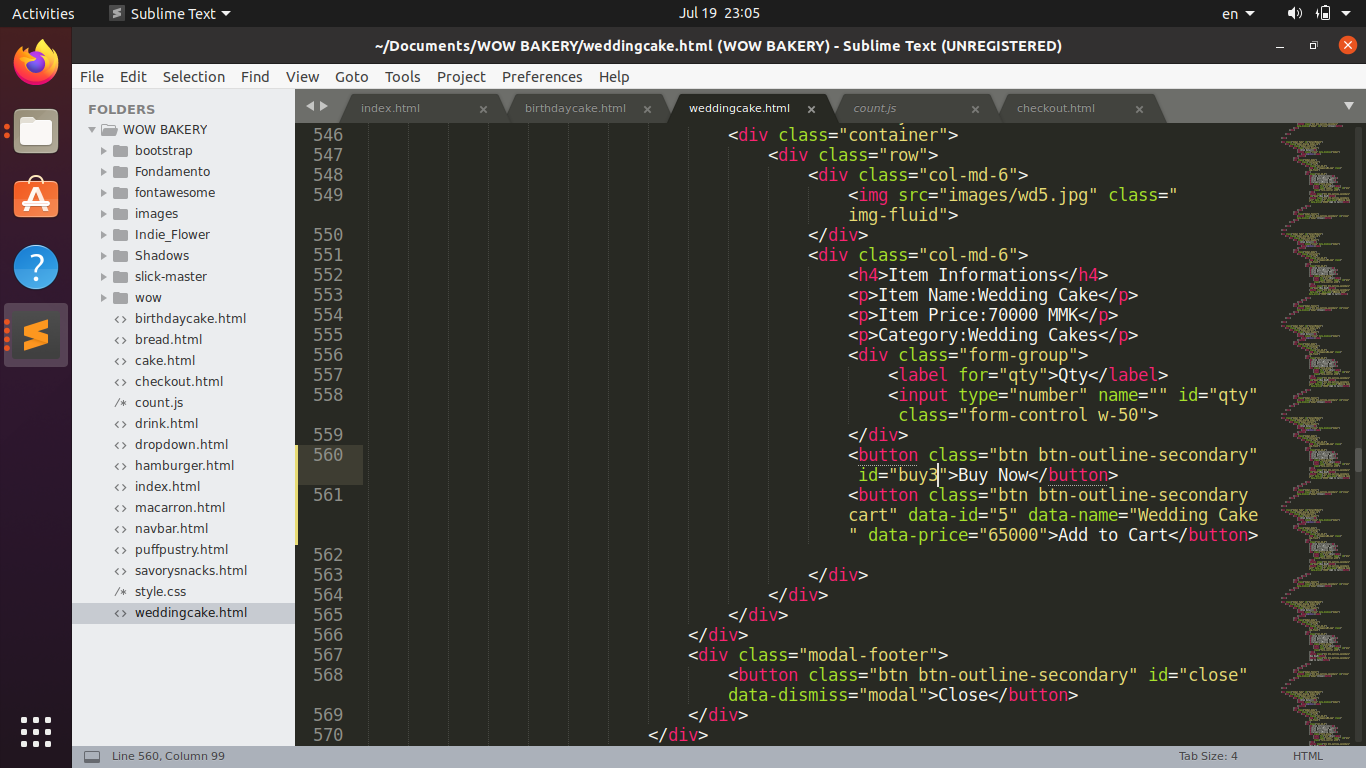 Activities
Sublime Text
Jul 19 23:05
en
~/Documents/WOW BAKERY/weddingcake.html (WOW BAKERY) - Sublime Text (UNREGISTERED)
File Edit Selection Find View Goto Tools Project Preferences Help
FOLDERS
WOW BAKERY
bootstrap
Fondamento
fontawesome
images
Indie_Flower
Shadows
slick-master
wow
<> birthdaycake.html
<> bread.html
<> cake.html
<> checkout.html
/* count.js
<> drink.html
<> dropdown.html
<> hamburger.html
<> index.html
<> macarron.html
<> navbar.html
<> puffpustry.html
<> savorysnacks.html
/* style.css
<> weddingcake.html
index.html × birthdaycake.html × weddingcake.html × count.js × checkout.html ×
546 <div class="container">
547 <div class="row">
548 <div class="col-md-6">
549 <img src="images/wd5.jpg" class="
img-fluid">
550 </div>
551 <div class="col-md-6">
552 <h4>Item Informations</h4>
553 <p>Item Name:Wedding Cake</p>
554 <p>Item Price:70000 MMK</p>
555 <p>Category:Wedding Cakes</p>
556 <div class="form-group">
557 <label for="qty">Qty</label>
558 <input type="number" name="" id="qty"
class="form-control w-50">
559 </div>
560 <button class="btn btn-outline-secondary"
id="buy3">Buy Now</button>
561 <button class="btn btn-outline-secondary
cart" data-id="5" data-name="Wedding Cake
" data-price="65000">Add to Cart</button>
562
563 </div>
564 </div>
565 </div>
566 </div>
567 <div class="modal-footer">
568 <button class="btn btn-outline-secondary" id="close"
data-dismiss="modal">Close</button>
569 </div>
570 </div>
Line 560, Column 99
Tab Size: 4
HTML